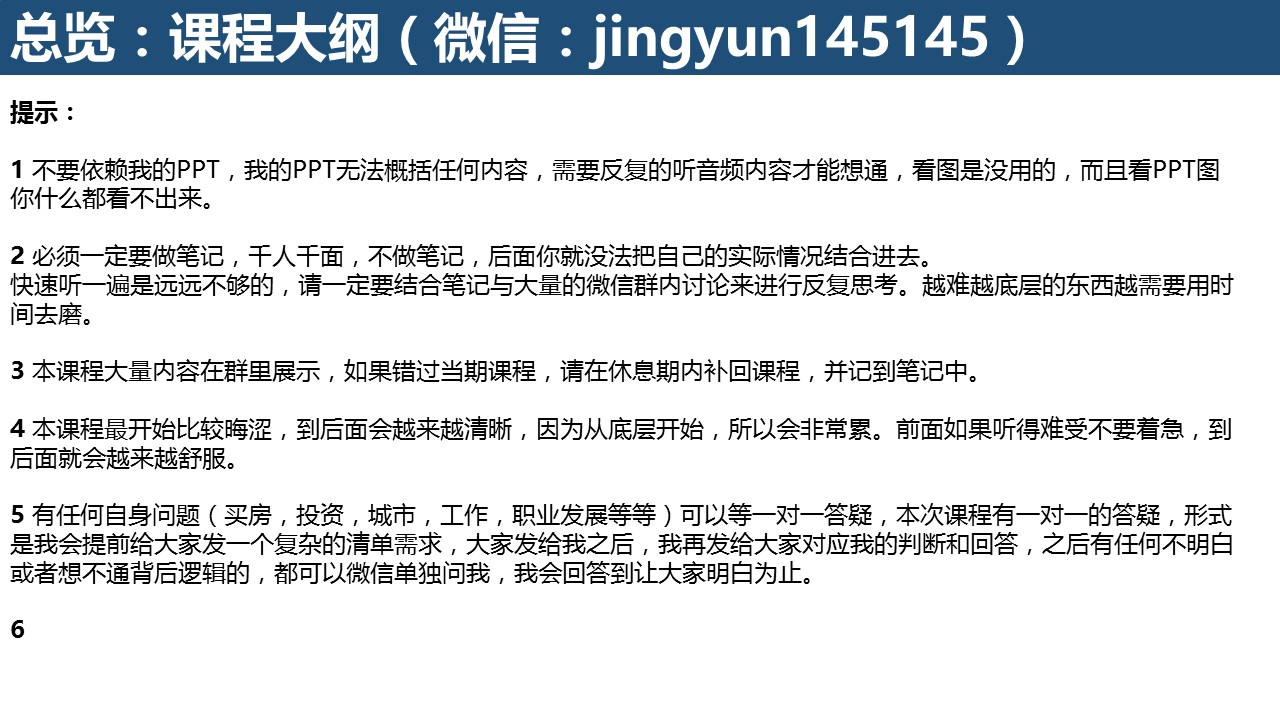 总览：课程大纲（微信：jingyun145145）
提示：
1 不要依赖我的PPT，我的PPT无法概括任何内容，需要反复的听音频内容才能想通，看图是没用的，而且看PPT图
你什么都看不出来。
2 必须一定要做笔记，千人千面，不做笔记，后面你就没法把自己的实际情况结合进去。
快速听一遍是远远不够的，请一定要结合笔记与大量的微信群内讨论来进行反复思考。越难越底层的东西越需要用时
间去磨。
3 本课程大量内容在群里展示，如果错过当期课程，请在休息期内补回课程，并记到笔记中。
4 本课程最开始比较晦涩，到后面会越来越清晰，因为从底层开始，所以会非常累。前面如果听得难受不要着急，到
后面就会越来越舒服。
5 有任何自身问题（买房，投资，城市，工作，职业发展等等）可以等一对一答疑，本次课程有一对一的答疑，形式
是我会提前给大家发一个复杂的清单需求，大家发给我之后，我再发给大家对应我的判断和回答，之后有任何不明白
或者想不通背后逻辑的，都可以微信单独问我，我会回答到让大家明白为止。
6